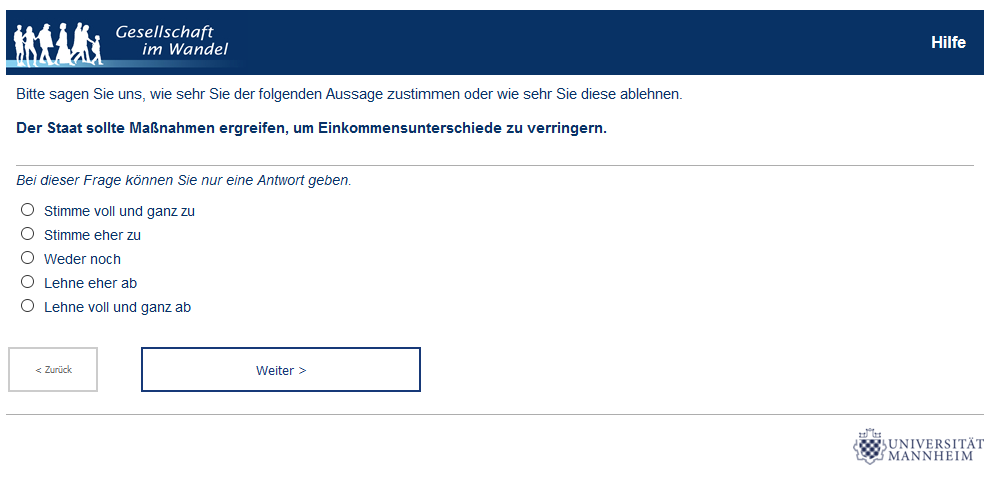 Gesellschaft
im Wandel
Hilfe
Bitte sagen Sie uns, wie sehr Sie der folgenden Aussage zustimmen oder wie sehr Sie diese ablehnen.
Der Staat sollte Maßnahmen ergreifen, um Einkommensunterschiede zu verringern.
Bei dieser Frage können Sie nur eine Antwort geben.
Stimme voll und ganz zu
Stimme eher zu
Weder noch
Lehne eher ab
Lehne voll und ganz ab
< Zurück
Weiter >
UNIVERSITÄT
MANNHEIM